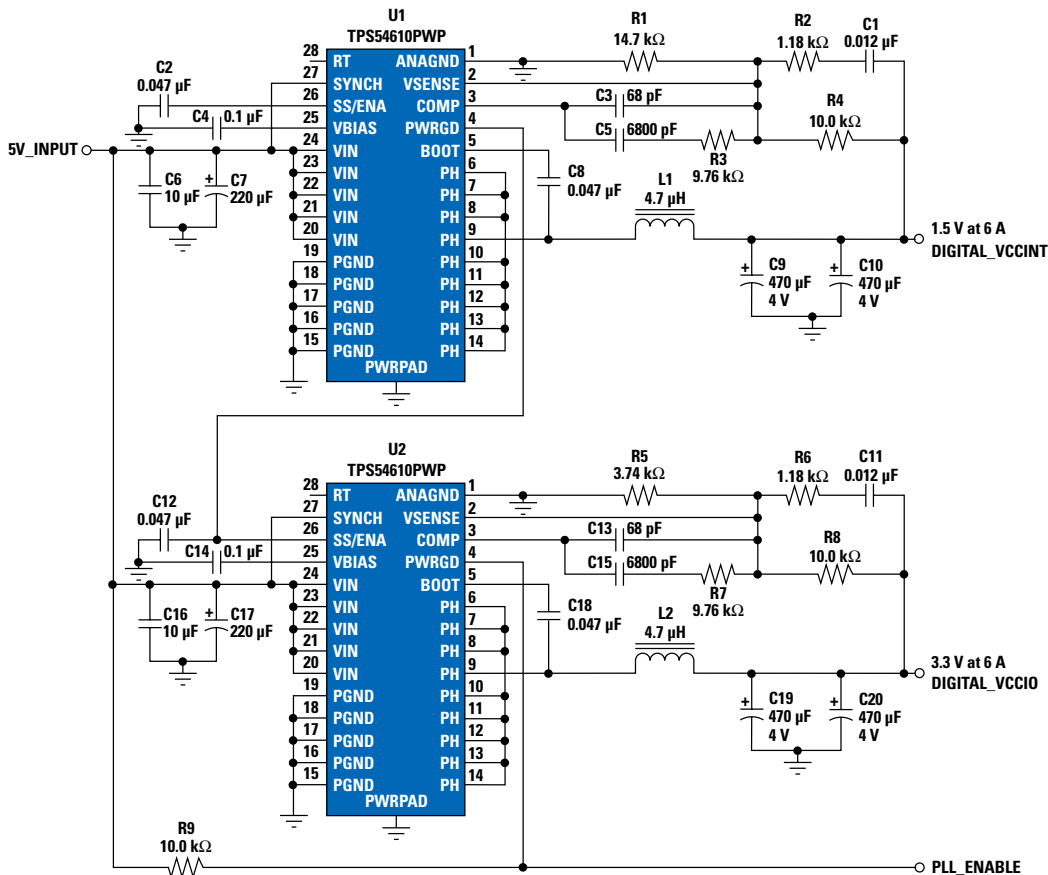 U1
TPS54610PWP
28 RT ANAGND 1
27 SYNCH VSENSE 2
26 SS/ENA COMP 3
25 VBIAS PWRGD 4
24 VIN BOOT 5
23 VIN PH 6
22 VIN PH 7
21 VIN PH 8
20 VIN PH 9
19 PGND PH 10
18 PGND PH 11
17 PGND PH 12
16 PGND PH 13
15 PGND PH 14
PWRPAD
C2
0.047 µF
C4 0.1 µF
5V_INPUT
C6
10 µF
+ C7
220 µF
R1
14.7 kΩ
R2
1.18 kΩ
C1
0.012 µF
C3 68 pF
C5 6800 pF
R3
9.76 kΩ
R4
10.0 kΩ
C8
0.047 µF
L1
4.7 µH
+ C9
470 µF
4 V
+ C10
470 µF
4 V
1.5 V at 6 A
DIGITAL_VCCINT
U2
TPS54610PWP
28 RT ANAGND 1
27 SYNCH VSENSE 2
26 SS/ENA COMP 3
25 VBIAS PWRGD 4
24 VIN BOOT 5
23 VIN PH 6
22 VIN PH 7
21 VIN PH 8
20 VIN PH 9
19 PGND PH 10
18 PGND PH 11
17 PGND PH 12
16 PGND PH 13
15 PGND PH 14
PWRPAD
C12
0.047 µF
C14 0.1 µF
C16
10 µF
+ C17
220 µF
R5
3.74 kΩ
R6
1.18 kΩ
C11
0.012 µF
C13 68 pF
C15 6800 pF
R7
9.76 kΩ
R8
10.0 kΩ
C18
0.047 µF
L2
4.7 µH
+ C19
470 µF
4 V
+ C20
470 µF
4 V
3.3 V at 6 A
DIGITAL_VCCIO
R9
10.0 kΩ
PLL_ENABLE